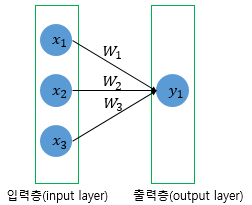 x₁ W₁
x₂ W₂ y₁
W₃
x₃
입력층(input layer) 출력층(output layer)